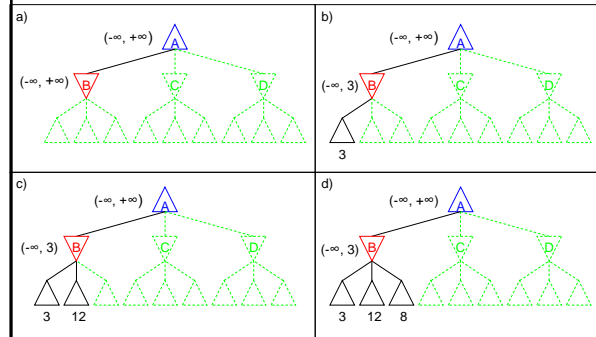 a)
(-∞, +∞)
A
(-∞, +∞)
B
C
D
b)
(-∞, +∞)
A
(-∞, 3)
B
C
D
3
c)
(-∞, +∞)
A
(-∞, 3)
B
C
D
3 12
d)
(-∞, +∞)
A
(-∞, 3)
B
C
D
3 12 8